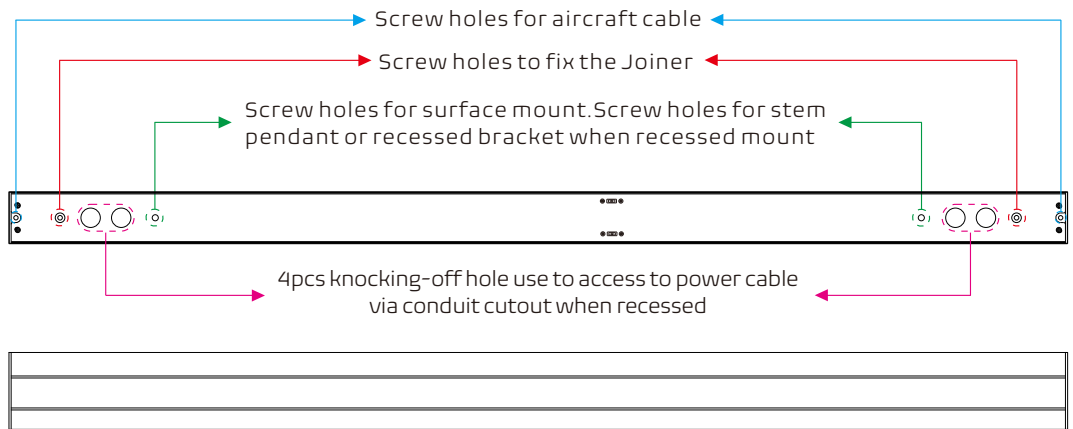 Screw holes for aircraft cable
Screw holes to fix the Joiner
Screw holes for surface mount.Screw holes for stem
pendant or recessed bracket when recessed mount
4pcs knocking-off hole use to access to power cable
via conduit cutout when recessed